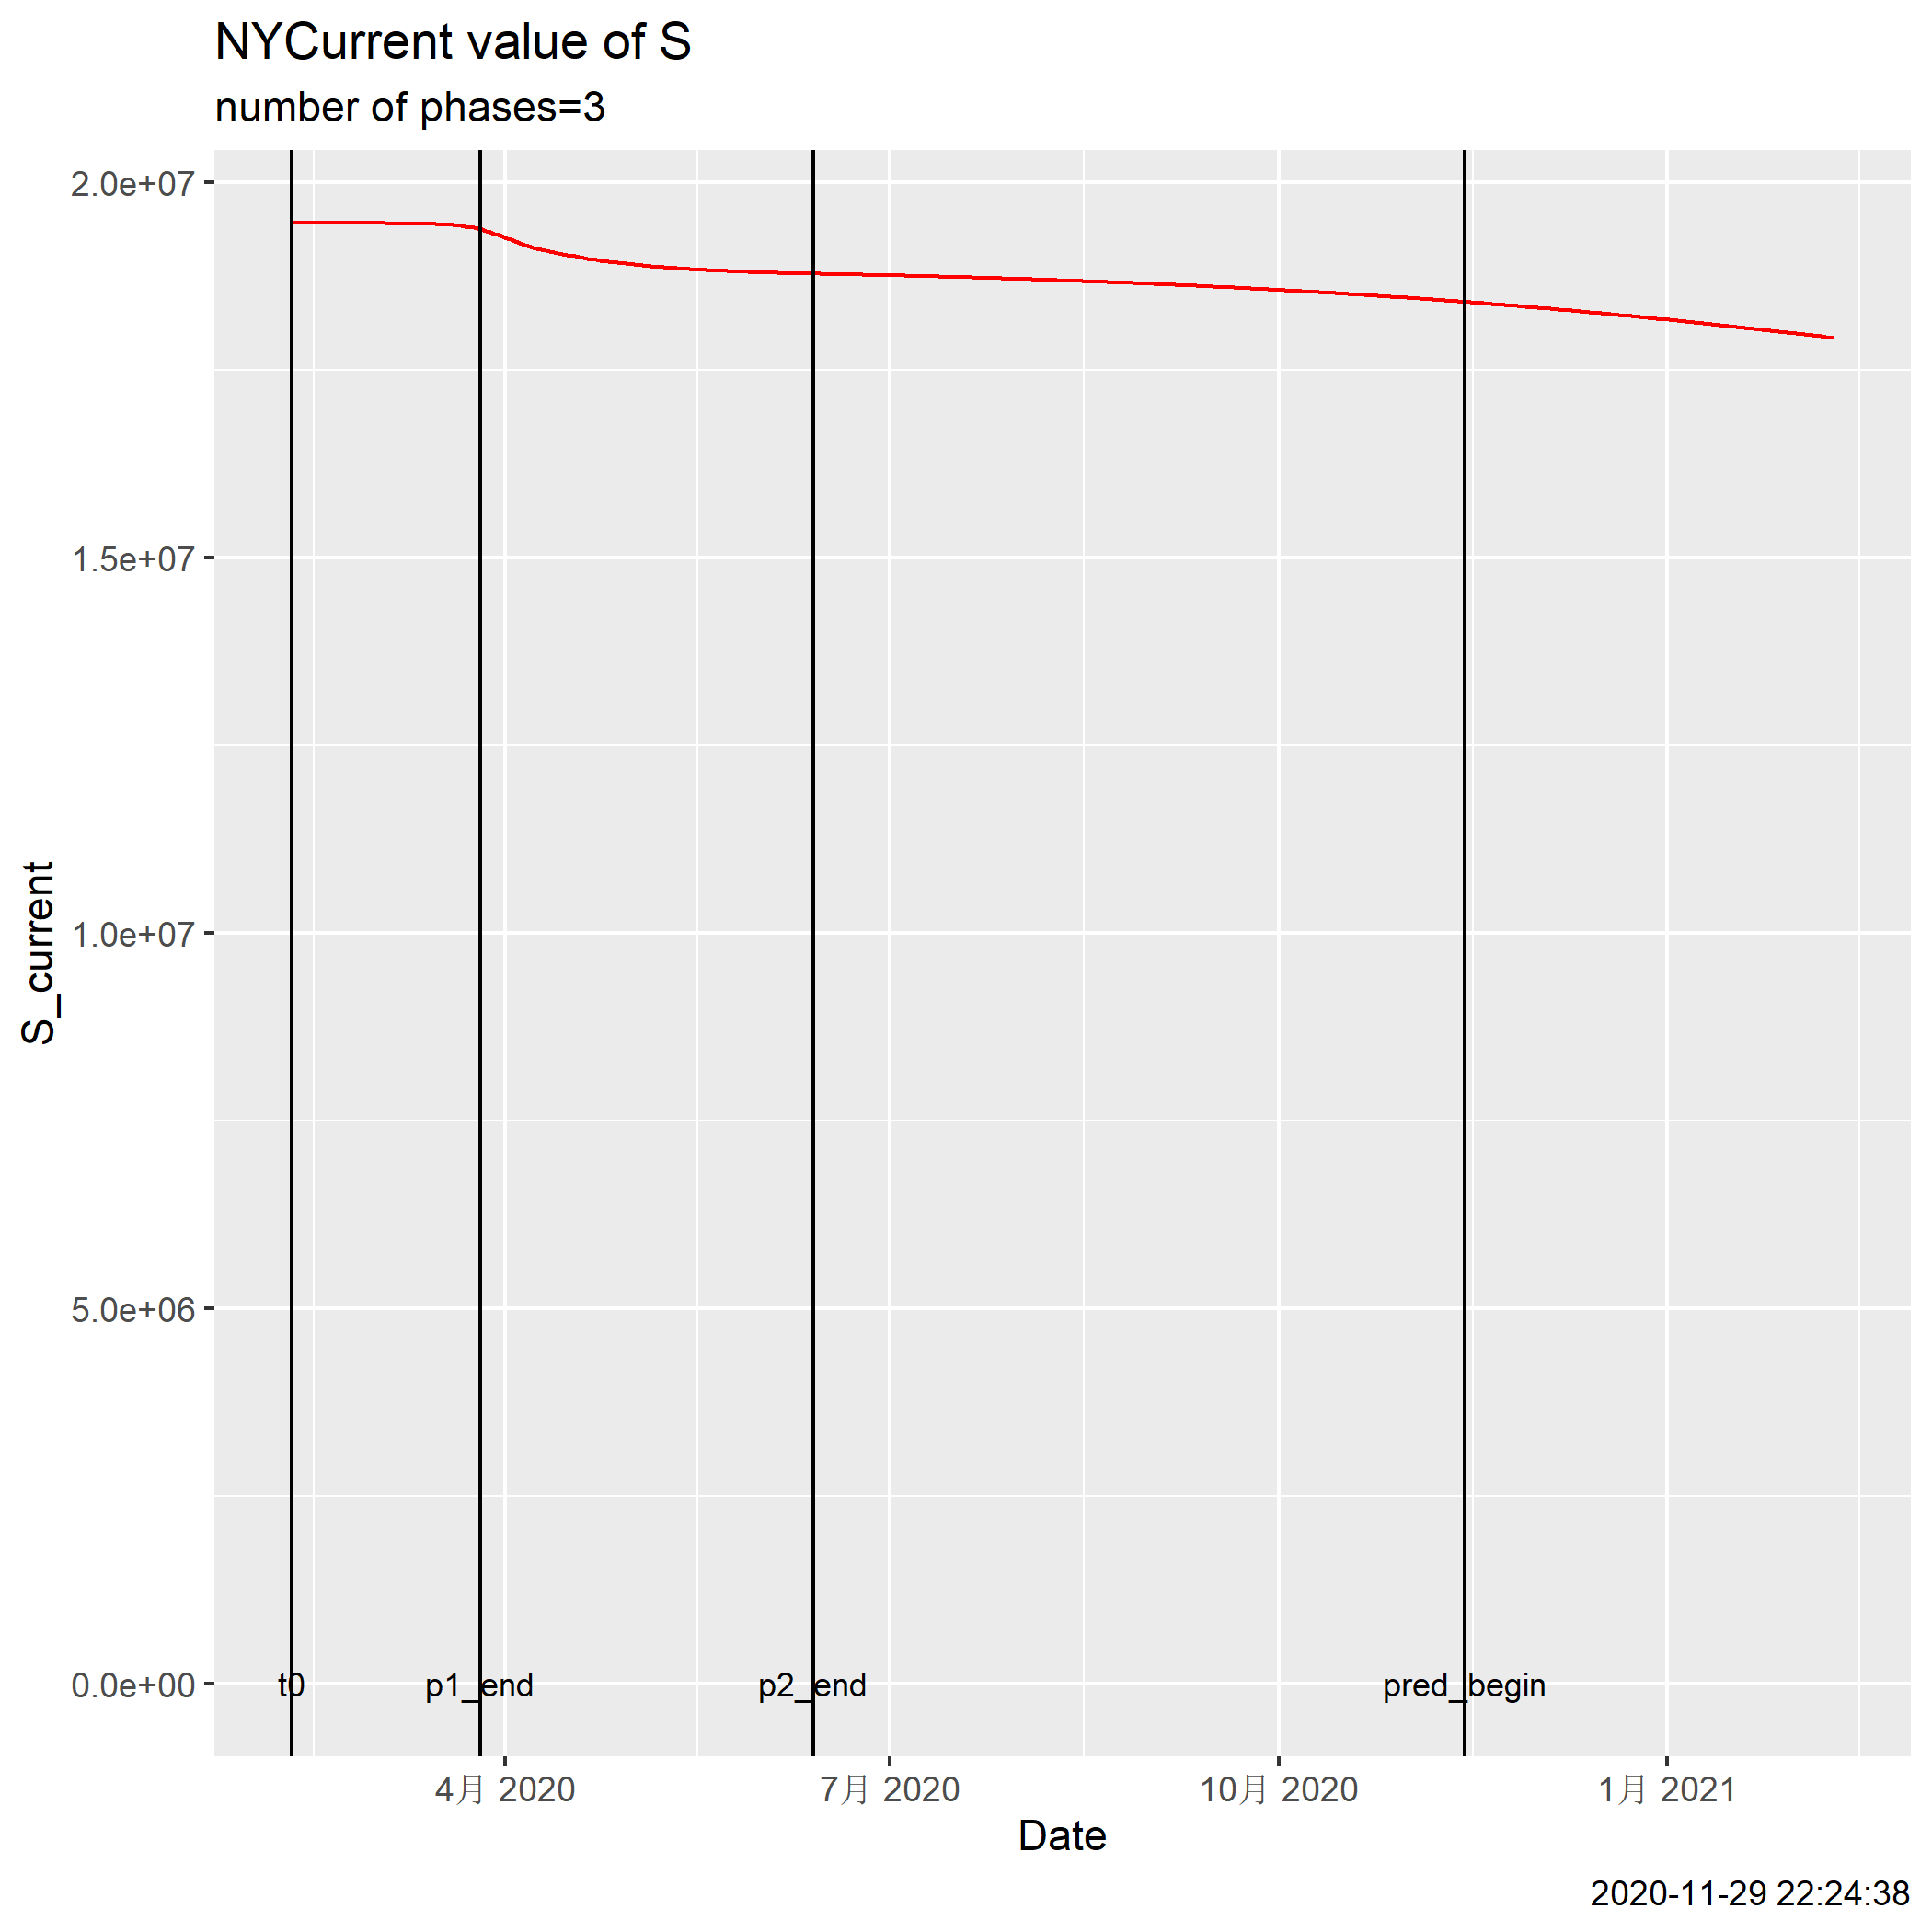 NYCurrent value of S
number of phases=3
2.0e+07
1.5e+07
1.0e+07
5.0e+06
0.0e+00
S_current
t0
p1_end
p2_end
pred_begin
4月 2020
7月 2020
10月 2020
1月 2021
Date
2020-11-29 22:24:38